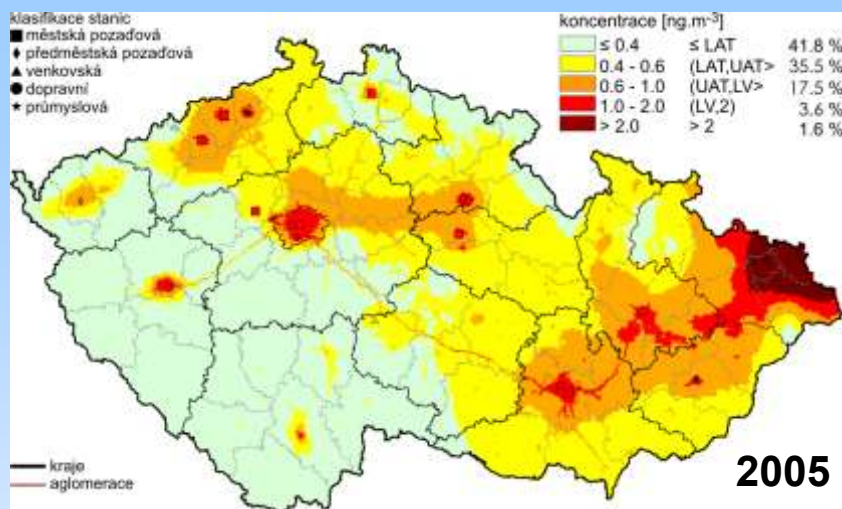 klasifikace stanic
městská pozaďová
předměstská pozaďová
venkovská
dopravní
průmyslová
koncentrace [ng.m⁻³]
≤ 0.4 ≤ LAT 41.8 %
0.4 - 0.6 (LAT,UAT> 35.5 %
0.6 - 1.0 (UAT,LV> 17.5 %
1.0 - 2.0 (LV,2) 3.6 %
> 2.0 > 2 1.6 %
kraje
aglomerace
2005